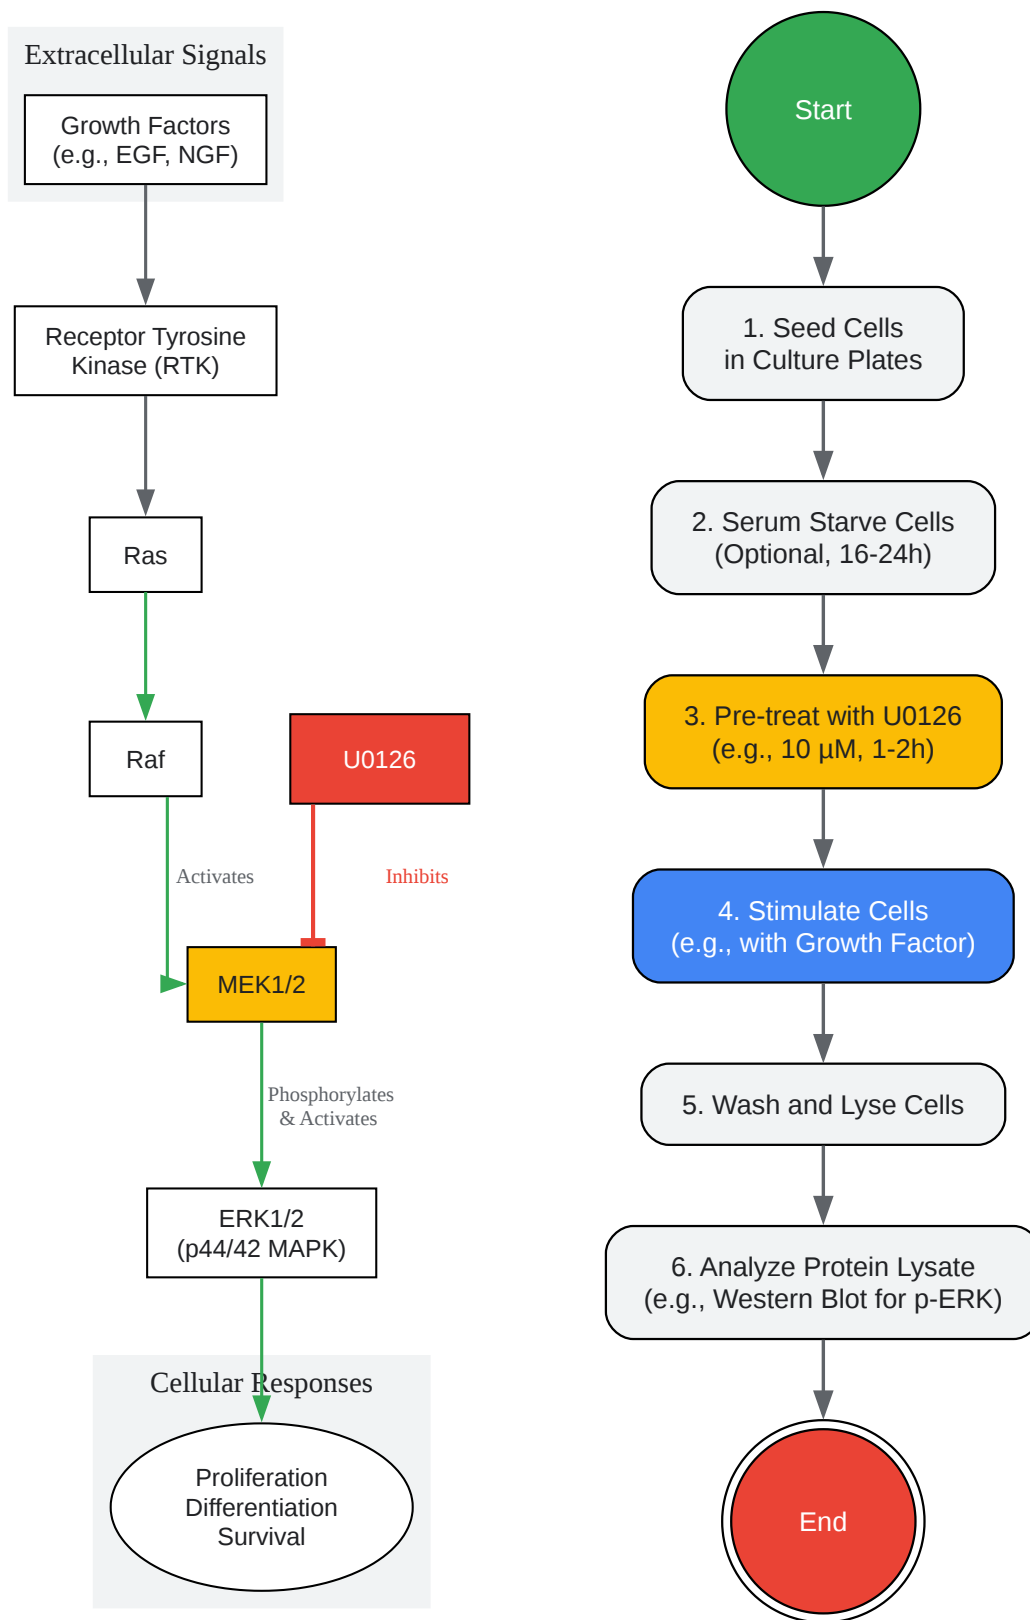 Extracellular Signals
Growth Factors
(e.g., EGF, NGF)
Receptor Tyrosine
Kinase (RTK)
Ras
Raf
U0126
Activates
Inhibits
MEK1/2
Phosphorylates
& Activates
ERK1/2
(p44/42 MAPK)
Cellular Responses
Proliferation
Differentiation
Survival
Start
1. Seed Cells
in Culture Plates
2. Serum Starve Cells
(Optional, 16-24h)
3. Pre-treat with U0126
(e.g., 10 µM, 1-2h)
4. Stimulate Cells
(e.g., with Growth Factor)
5. Wash and Lyse Cells
6. Analyze Protein Lysate
(e.g., Western Blot for p-ERK)
End